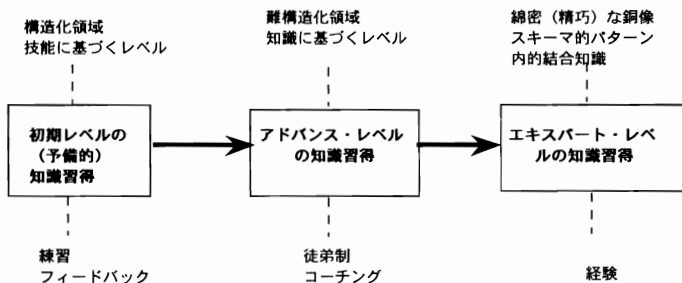 構造化領域
技能に基づくレベル
難構造化領域
知識に基づくレベル
綿密（精巧）な銅像
スキーマ的パターン
内的結合知識
初期レベルの
（予備的）
知識習得
アドバンス・レベル
の知識習得
エキスパート・レベ
ルの知識習得
練習
フィードバック
徒弟制
コーチング
経験